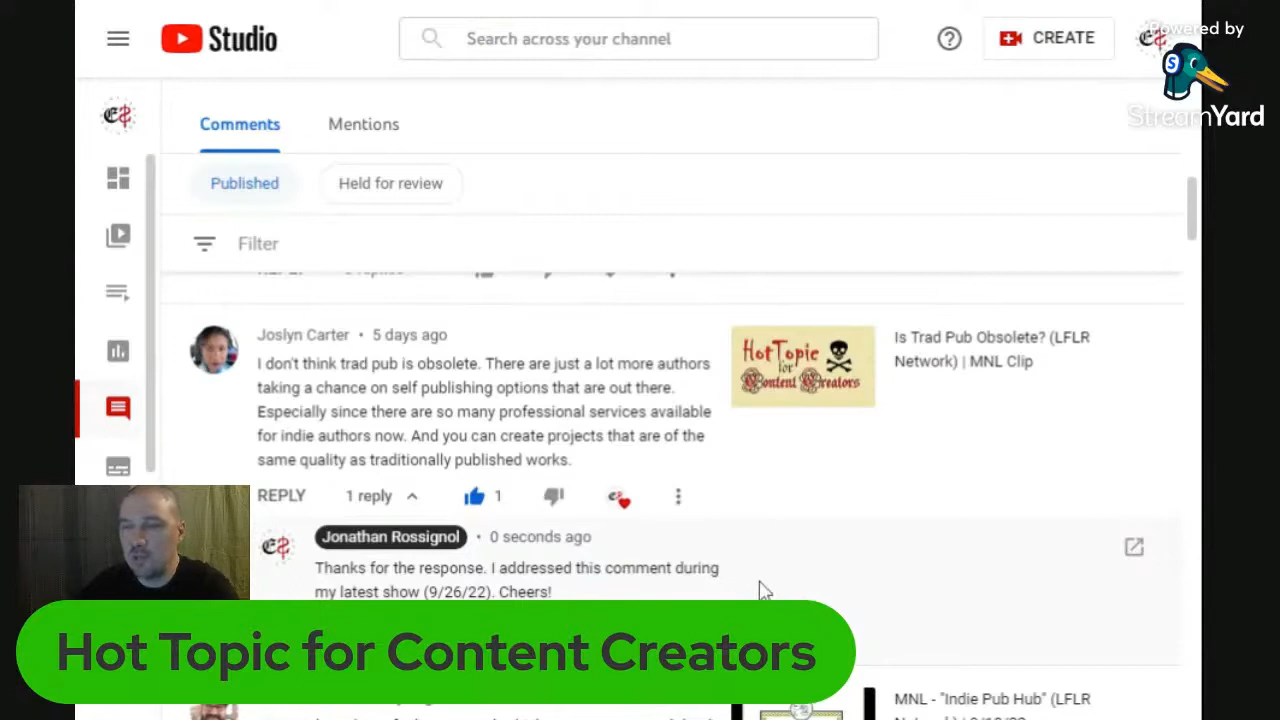 Studio
Search across your channel
CREATE
Powered by
StreamYard
Comments
Mentions
Published
Held for review
Filter
Joslyn Carter • 5 days ago
I don't think trad pub is obsolete. There are just a lot more authors
taking a chance on self publishing options that are out there.
Especially since there are so many professional services available
for indie authors now. And you can create projects that are of the
same quality as traditionally published works.
HotTopic
for
Content Creators
Is Trad Pub Obsolete? (LFLR
Network) | MNL Clip
REPLY
1 reply
1
Jonathan Rossignol • 0 seconds ago
Thanks for the response. I addressed this comment during
my latest show (9/26/22). Cheers!
Hot Topic for Content Creators
MNL - "Indie Pub Hub" (LFLR